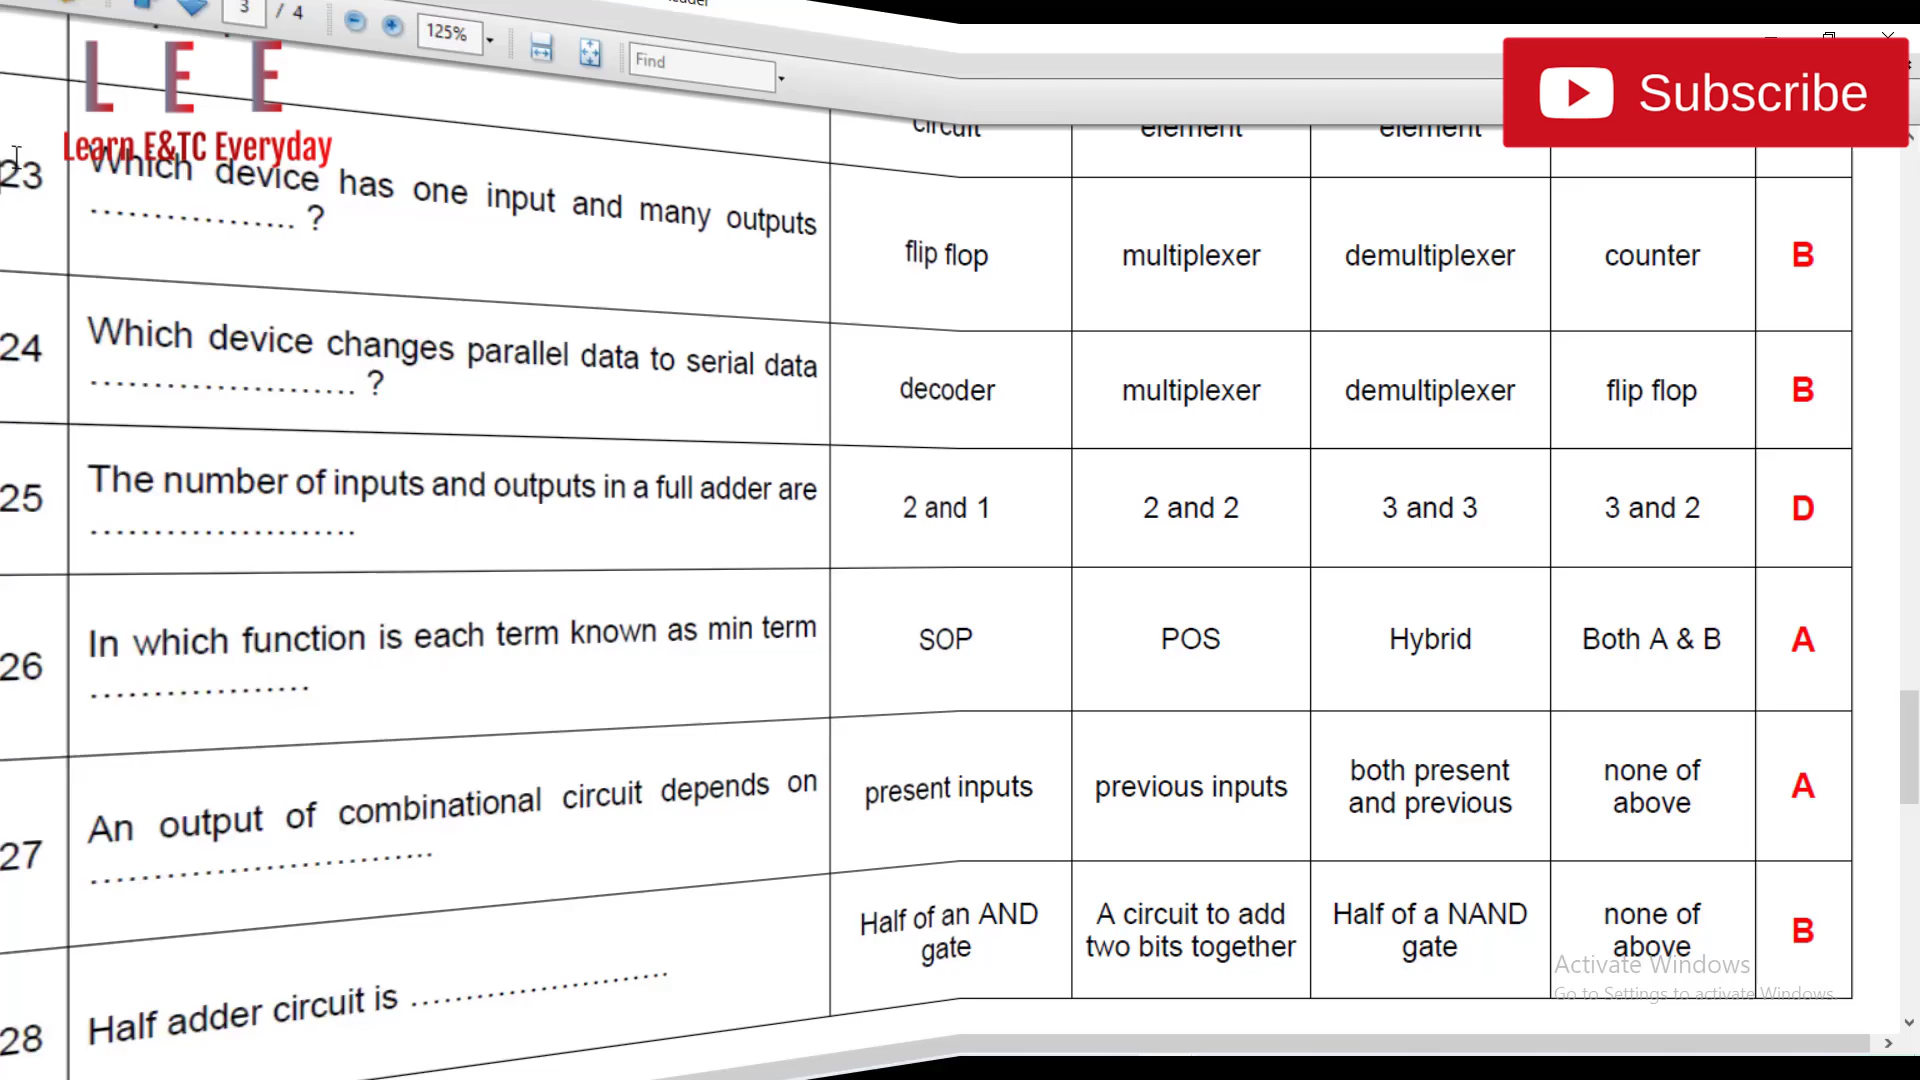 3 / 4
125%
Find
Subscribe
L E E
Learn E&TC Everyday
circuit
element
element
23
Which device has one input and many outputs
.................. ?
flip flop
multiplexer
demultiplexer
counter
B
24
Which device changes parallel data to serial data
....................... ?
decoder
multiplexer
demultiplexer
flip flop
B
25
The number of inputs and outputs in a full adder are
.......................
2 and 1
2 and 2
3 and 3
3 and 2
D
26
In which function is each term known as min term
...................
SOP
POS
Hybrid
Both A & B
A
27
An output of combinational circuit depends on
.............................
present inputs
previous inputs
both present
and previous
none of
above
A
28
Half adder circuit is .........................
Half of an AND
gate
A circuit to add
two bits together
Half of a NAND
gate
none of
above
B
Activate Windows
Go to Settings to activate Windows.